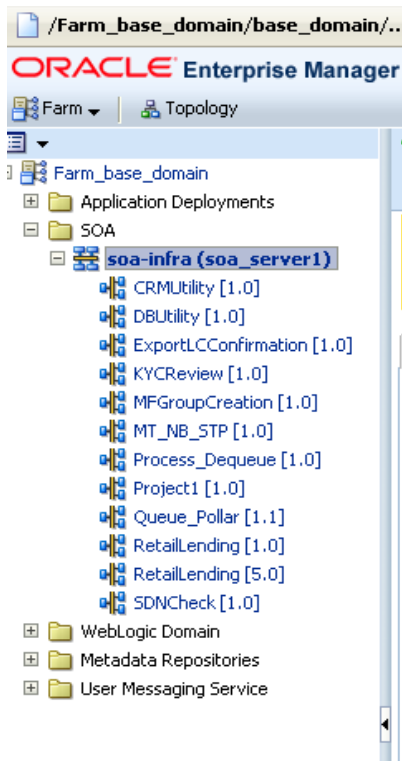 /Farm_base_domain/base_domain/...
ORACLE Enterprise Manager
Farm Topology
Farm_base_domain
Application Deployments
SOA
soa-infra (soa_server1)
CRMUtility [1.0]
DBUtility [1.0]
ExportLCConfirmation [1.0]
KYCReview [1.0]
MFGroupCreation [1.0]
MT_NB_STP [1.0]
Process_Dequeue [1.0]
Project1 [1.0]
Queue_Pollar [1.1]
RetailLending [1.0]
RetailLending [5.0]
SDNCheck [1.0]
WebLogic Domain
Metadata Repositories
User Messaging Service